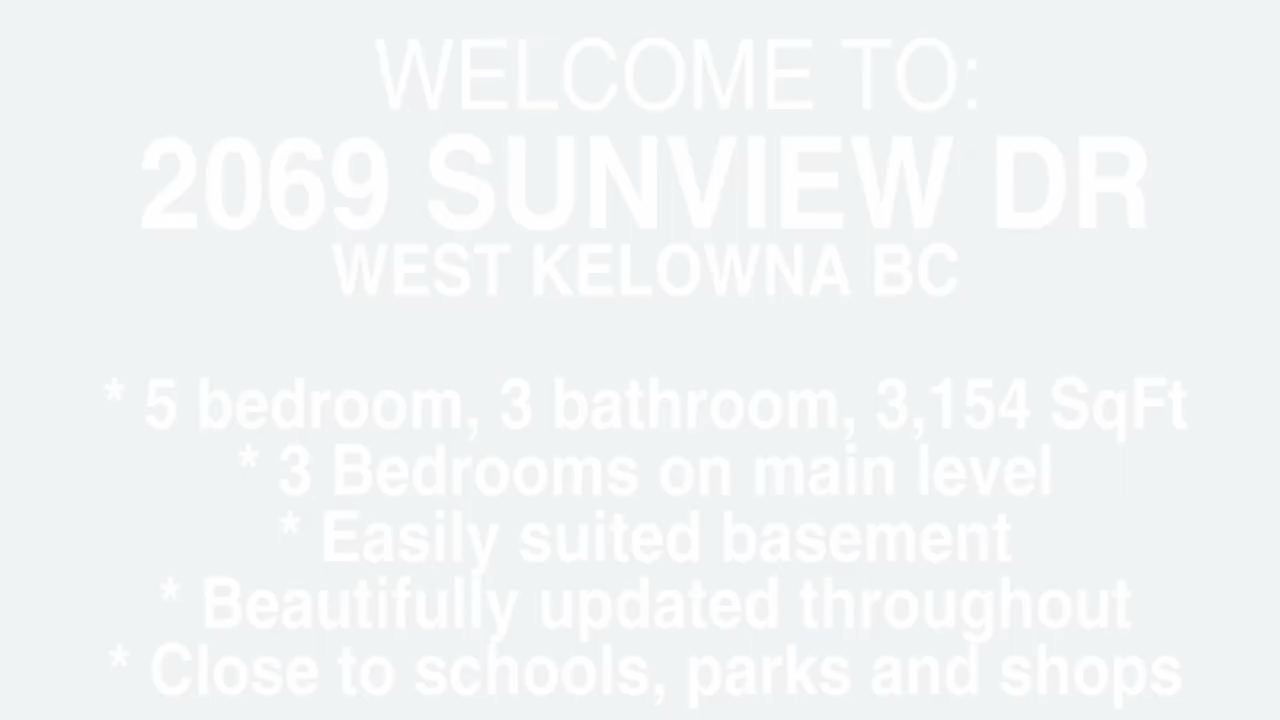 WELCOME TO:
2069 SUNVIEW DR
WEST KELOWNA BC
* 5 bedroom, 3 bathroom, 3,154 SqFt
* 3 Bedrooms on main level
* Easily suited basement
* Beautifully updated throughout
* Close to schools, parks and shops